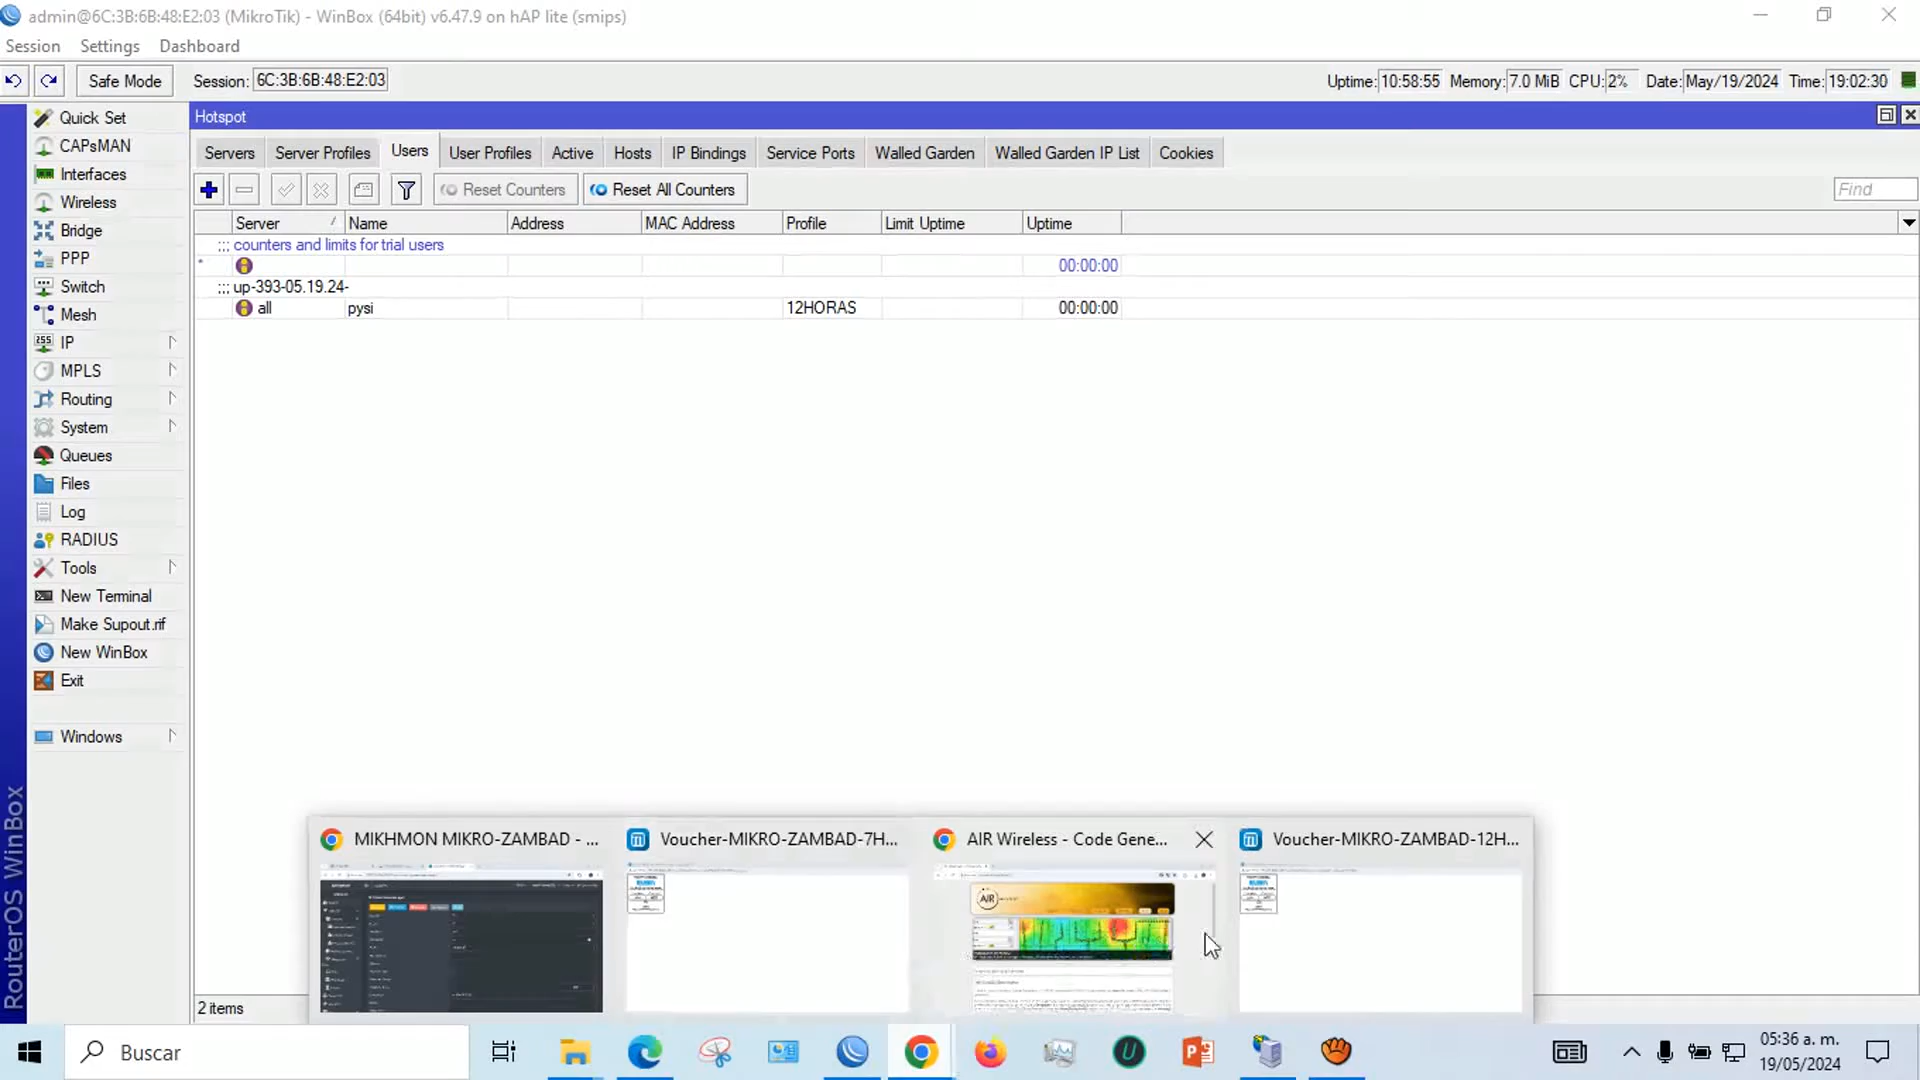 admin@6C:3B:6B:48:E2:03 (MikroTik) - WinBox (64bit) v6.47.9 on hAP lite (smips)
Session Settings Dashboard
Safe Mode Session: 6C:3B:6B:48:E2:03 Uptime: 10:58:55 Memory: 7.0 MiB CPU: 2% Date: May/19/2024 Time: 19:02:30
Quick Set
CAPsMAN
Interfaces
Wireless
Bridge
PPP
Switch
Mesh
IP
MPLS
Routing
System
Queues
Files
Log
RADIUS
Tools
New Terminal
Make Supout.rif
New WinBox
Exit
Windows
RouterOS WinBox
Hotspot
Servers Server Profiles Users User Profiles Active Hosts IP Bindings Service Ports Walled Garden Walled Garden IP List Cookies
Reset Counters Reset All Counters Find
Server Name Address MAC Address Profile Limit Uptime Uptime
;;; counters and limits for trial users
* 00:00:00
;;; up-393-05.19.24-
all pysi 12HORAS 00:00:00
2 items
MIKHMON MIKRO-ZAMBAD - ... Voucher-MIKRO-ZAMBAD-7H... AIR Wireless - Code Gene... Voucher-MIKRO-ZAMBAD-12H...
AIR
Buscar
05:36 a. m.
19/05/2024